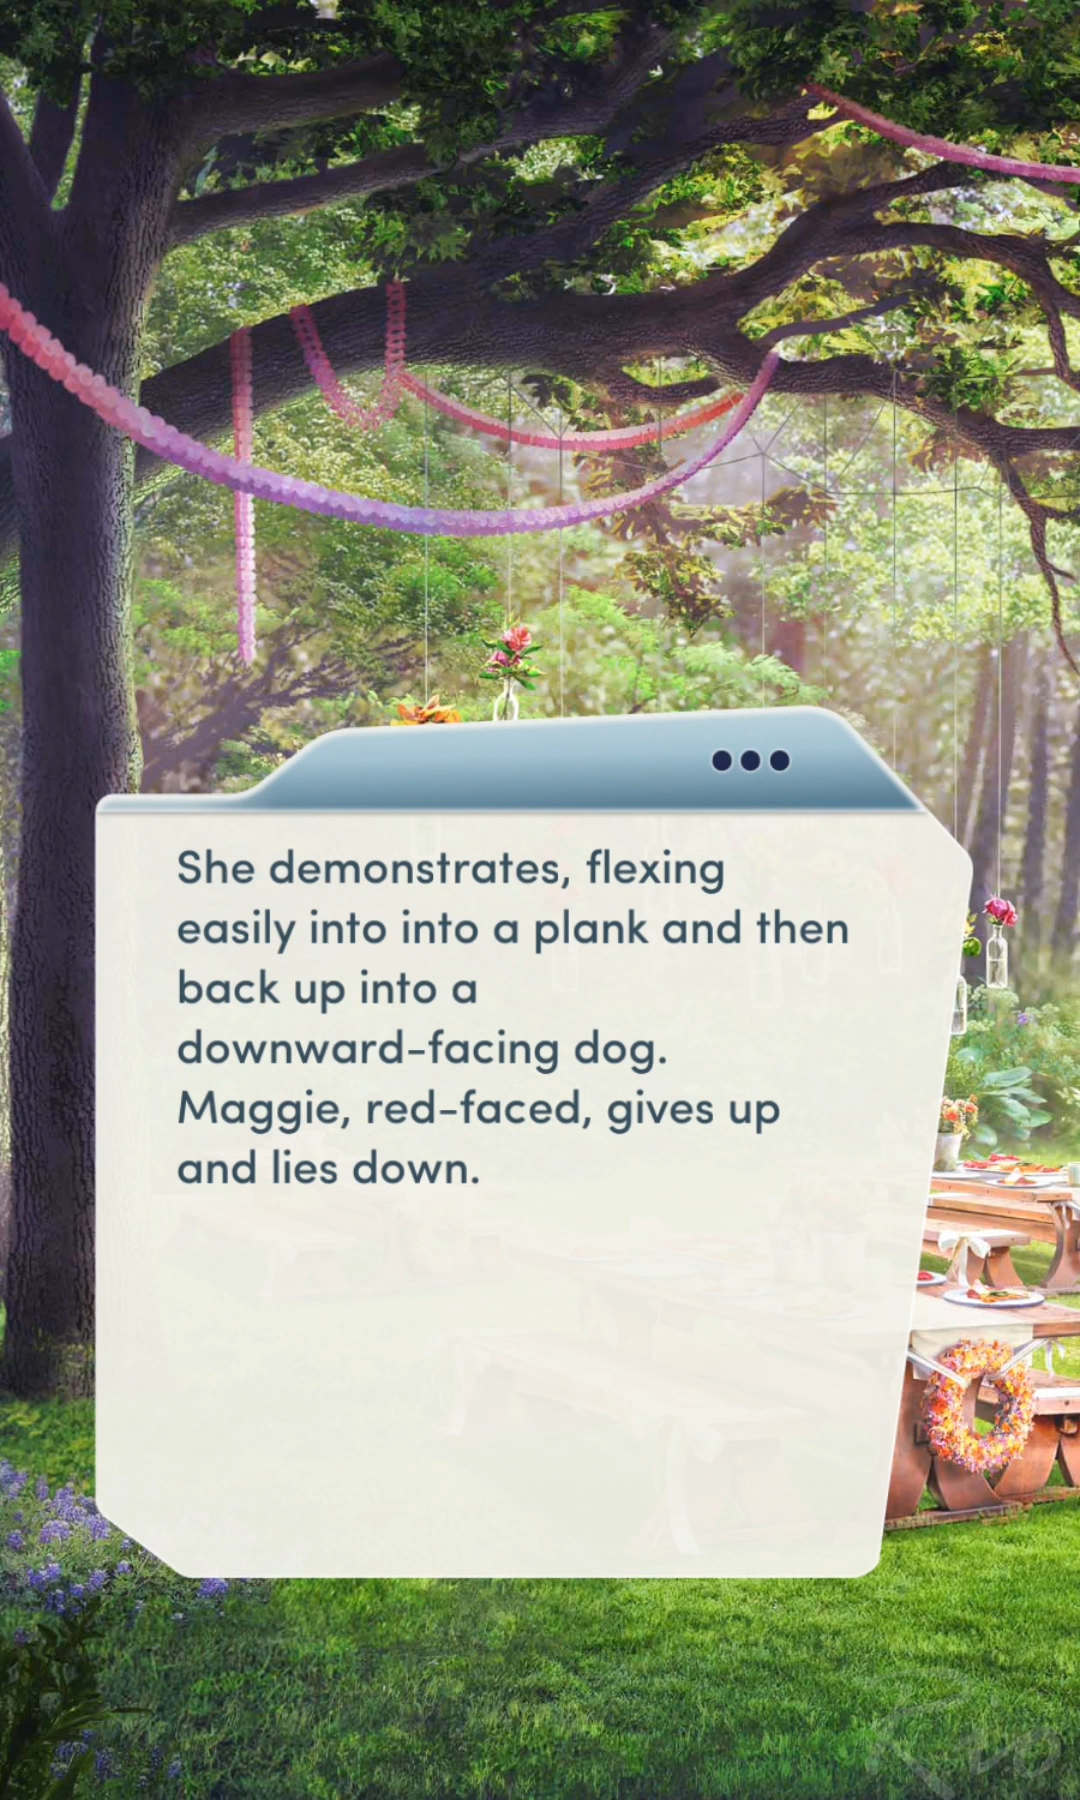 She demonstrates, flexing
easily into into a plank and then
back up into a
downward-facing dog.
Maggie, red-faced, gives up
and lies down.